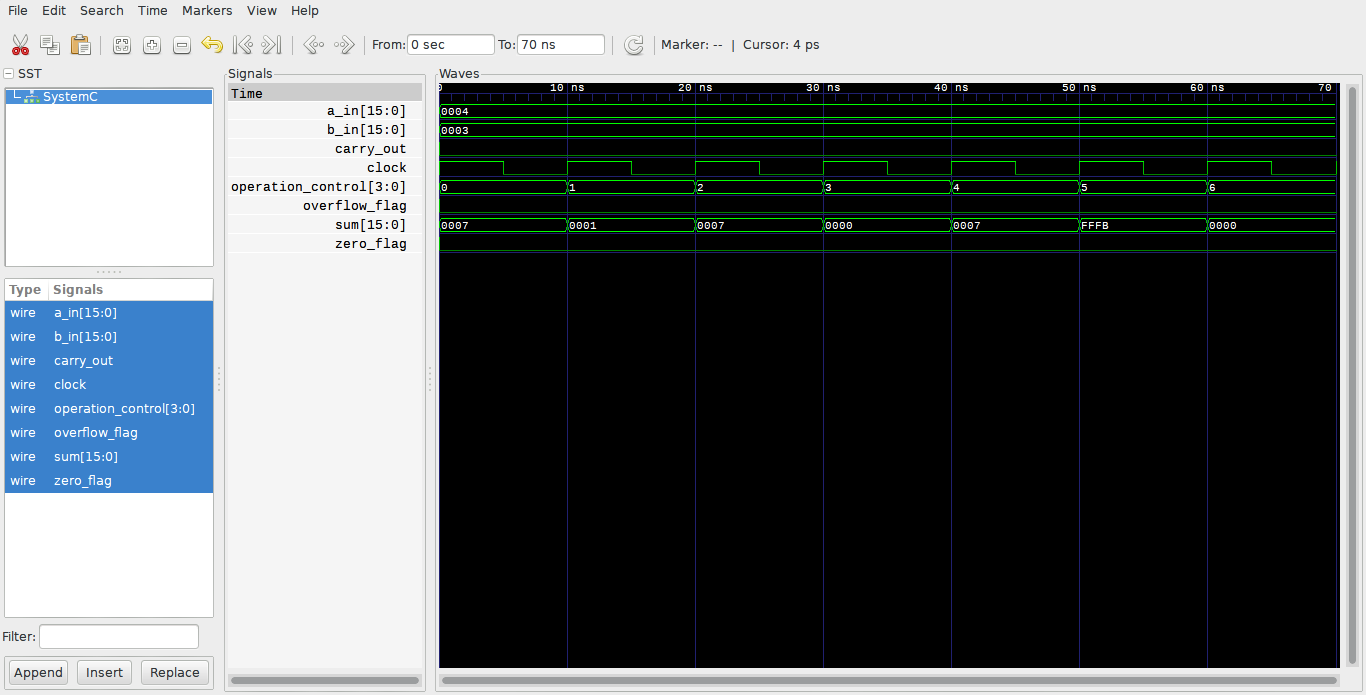 File Edit Search Time Markers View Help
From: 0 sec To: 70 ns Marker: -- | Cursor: 4 ps
SST
SystemC
Type Signals
wire a_in[15:0]
wire b_in[15:0]
wire carry_out
wire clock
wire operation_control[3:0]
wire overflow_flag
wire sum[15:0]
wire zero_flag
Filter:
Append Insert Replace
Signals
Time
a_in[15:0]
b_in[15:0]
carry_out
clock
operation_control[3:0]
overflow_flag
sum[15:0]
zero_flag
Waves
0 10 ns 20 ns 30 ns 40 ns 50 ns 60 ns 70
0004
0003
0 1 2 3 4 5 6
0007 0001 0007 0000 0007 FFFB 0000